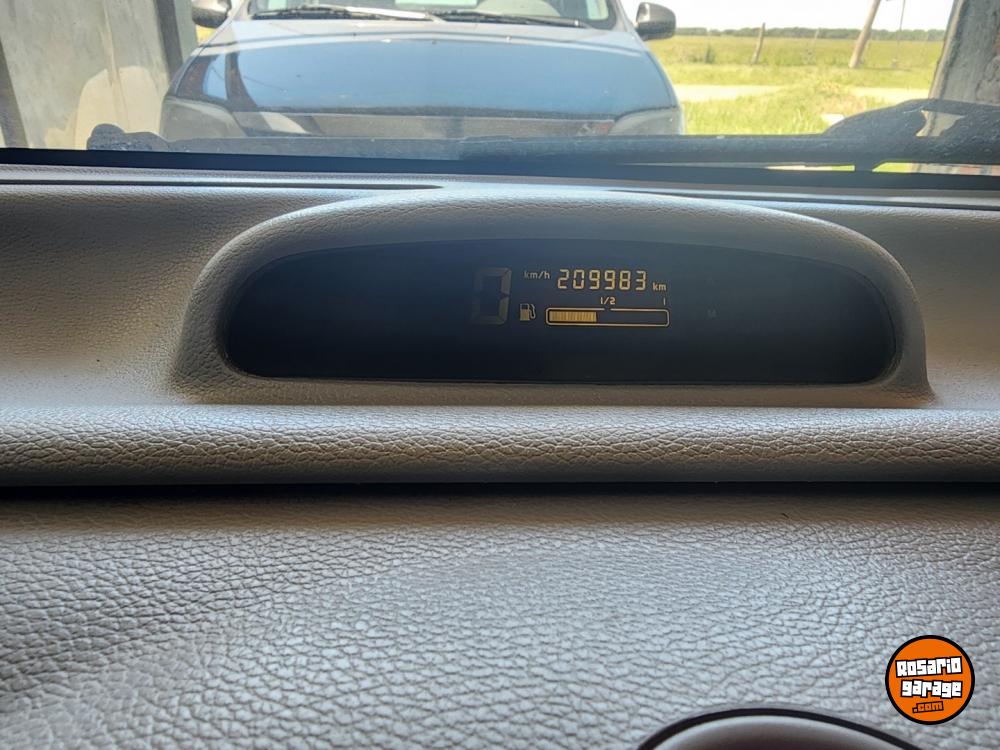 0 km/h 209983 km
1/2 1
Rosario
garage
.com